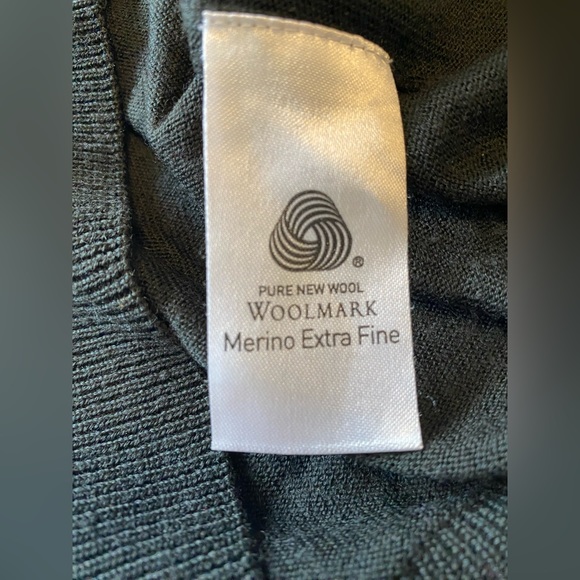 ®
PURE NEW WOOL
WOOLMARK
Merino Extra Fine